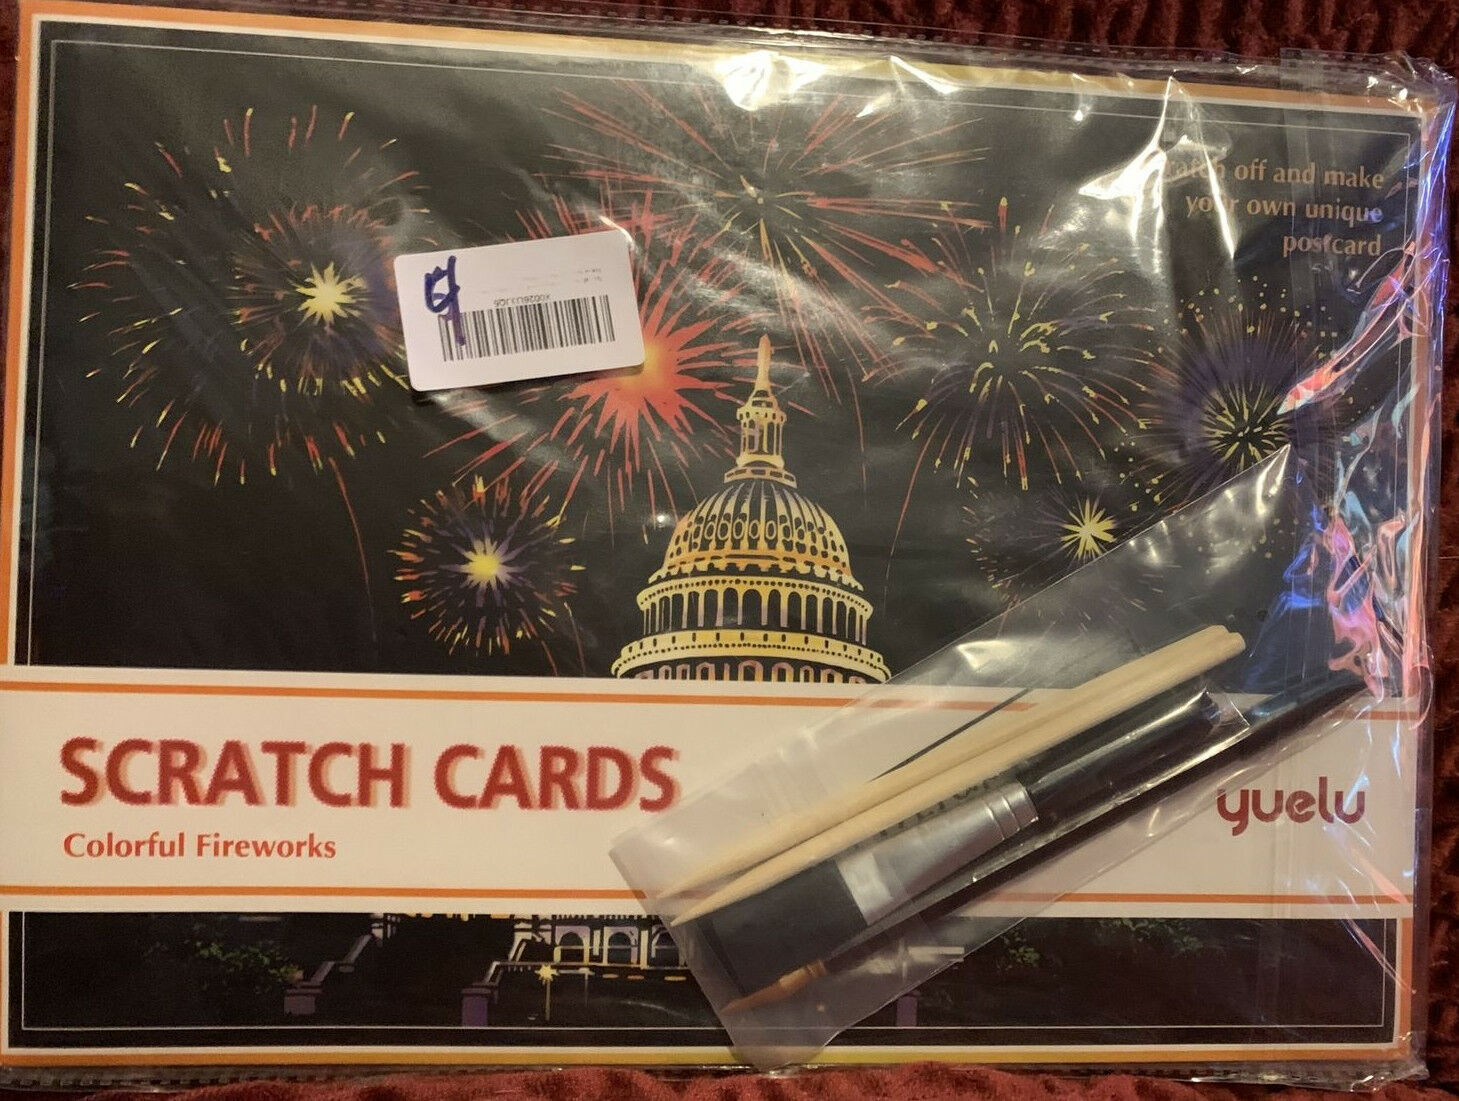 off and make
your own unique
postcard
SCRATCH CARDS
Colorful Fireworks
yuelu